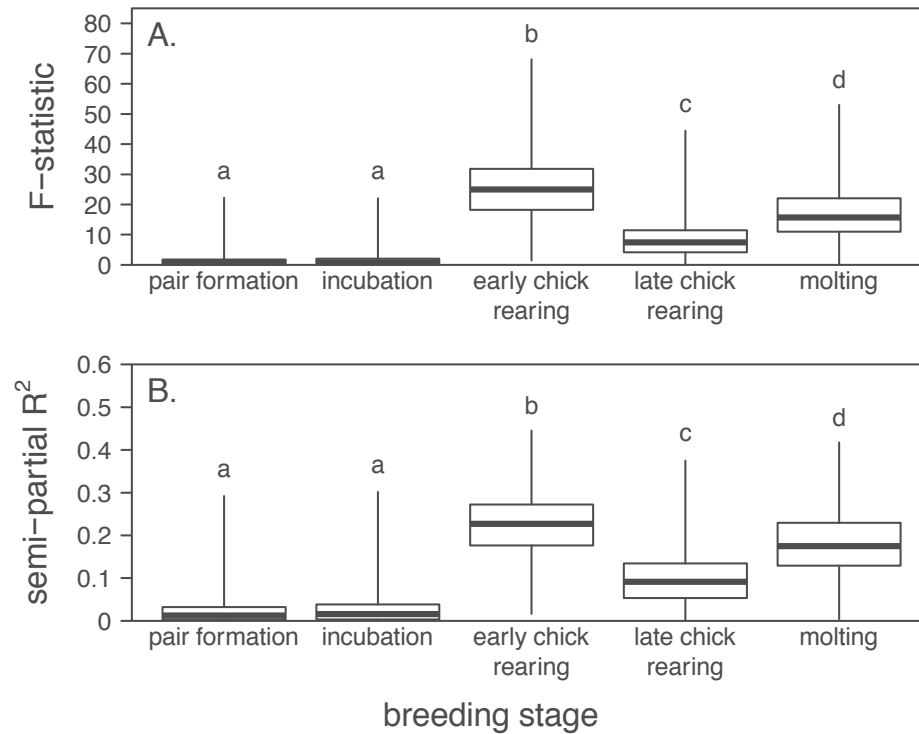 A.
F−statistic
80
70
60
50
40
30
20
10
0
a
a
b
c
d
pair formation
incubation
early chick
rearing
late chick
rearing
molting
B.
semi−partial R²
0.6
0.5
0.4
0.3
0.2
0.1
0
a
a
b
c
d
pair formation
incubation
early chick
rearing
late chick
rearing
molting
breeding stage